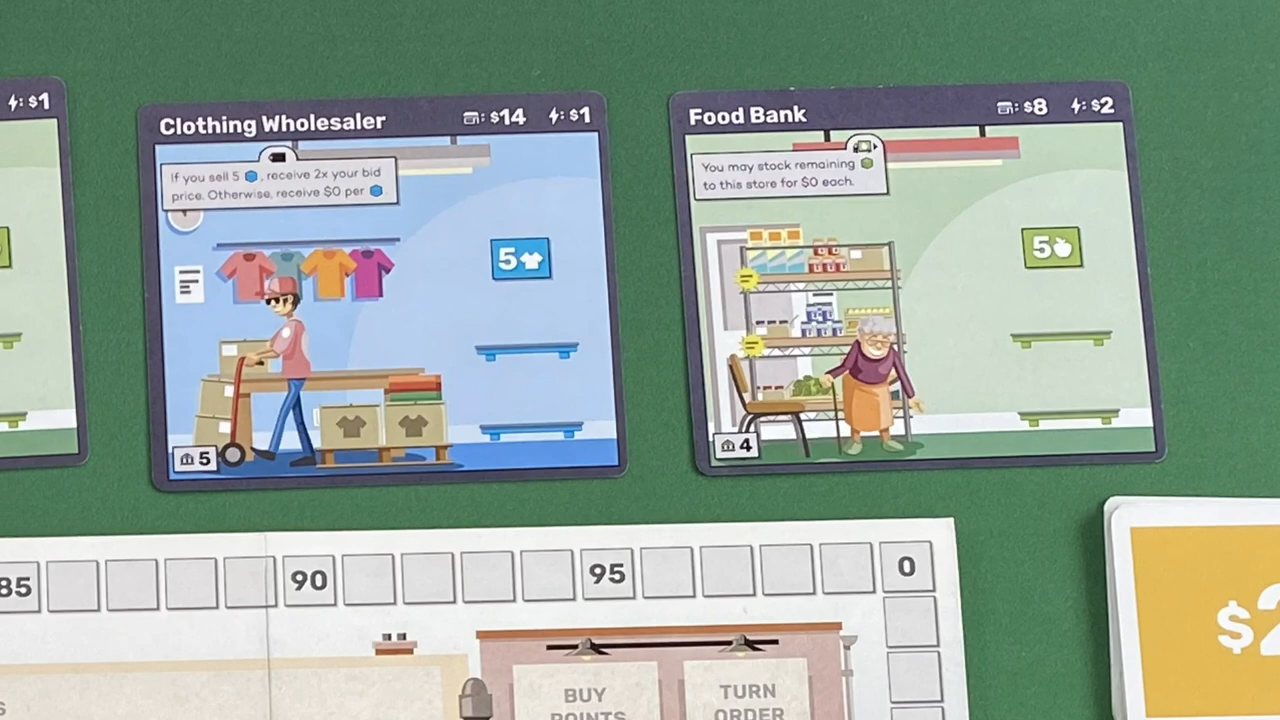 : $1
Clothing Wholesaler : $14 : $1
If you sell 5 , receive 2x your bid
price. Otherwise, receive $0 per .
5
5
Food Bank : $8 : $2
You may stock remaining
to this store for $0 each.
5
4
85 90 95 0
BUY
POINTS
TURN
ORDER
S
$2